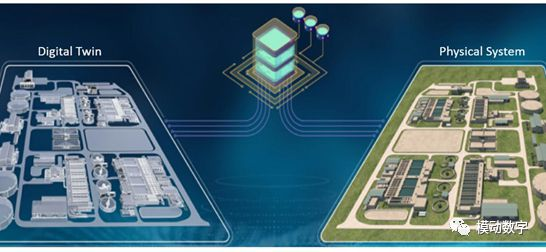 Digital Twin
Physical System
模动数字